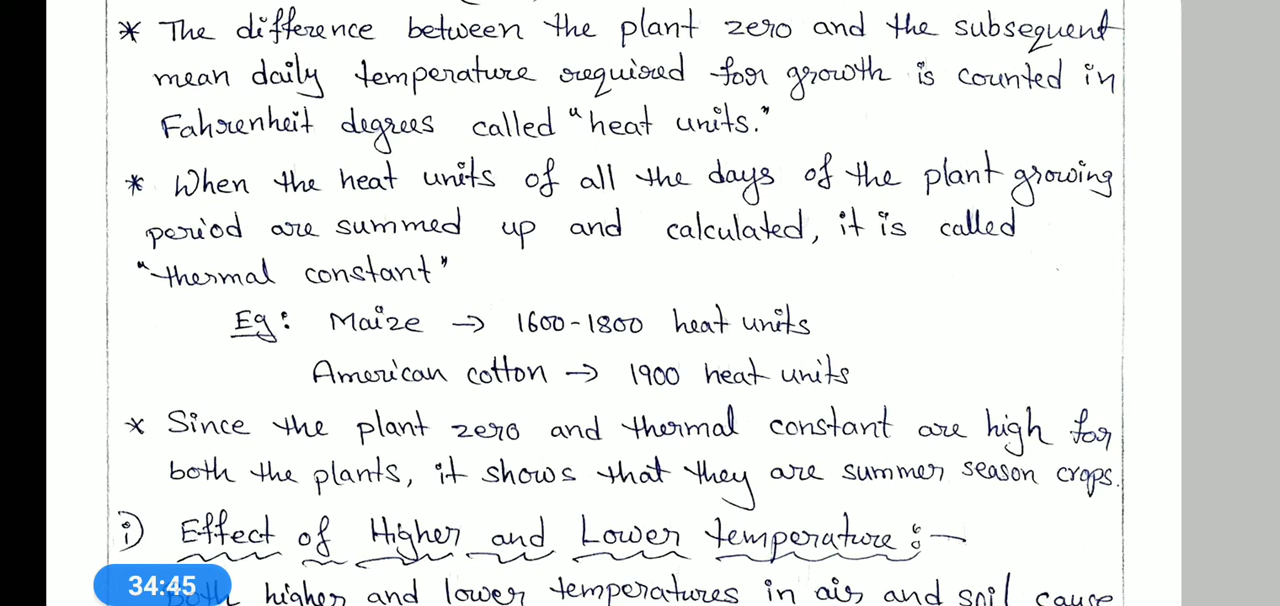 * The difference between the plant zero and the subsequent
mean daily temperature required for growth is counted in
Fahrenheit degrees called "heat units."
* When the heat units of all the days of the plant growing
period are summed up and calculated, it is called
"thermal constant"
Eg: Maize → 1600-1800 heat units
American cotton → 1900 heat units
* Since the plant zero and thermal constant are high for
both the plants, it shows that they are summer season crops.
i) Effect of Higher and Lower temperature:-
34:45
higher and lower temperatures in air and soil cause